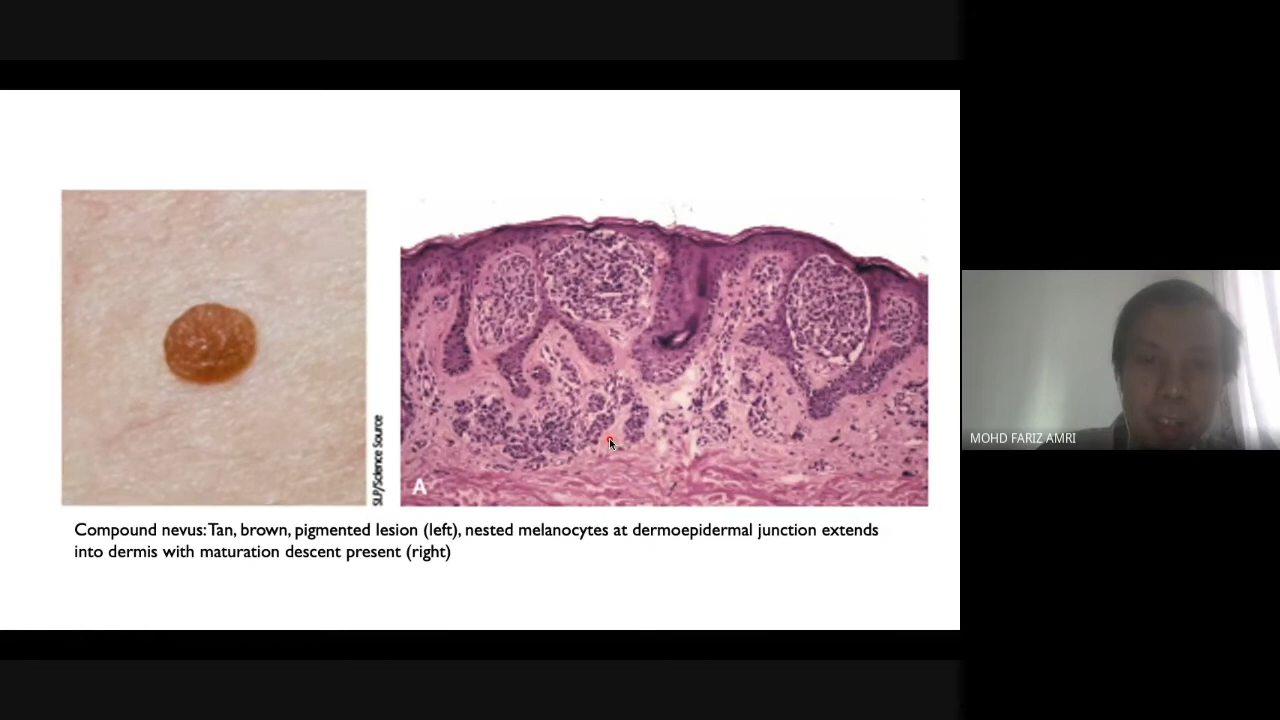 SLP/Science Source
A
Compound nevus: Tan, brown, pigmented lesion (left), nested melanocytes at dermoepidermal junction extends
into dermis with maturation descent present (right)
MOHD FARIZ AMRI